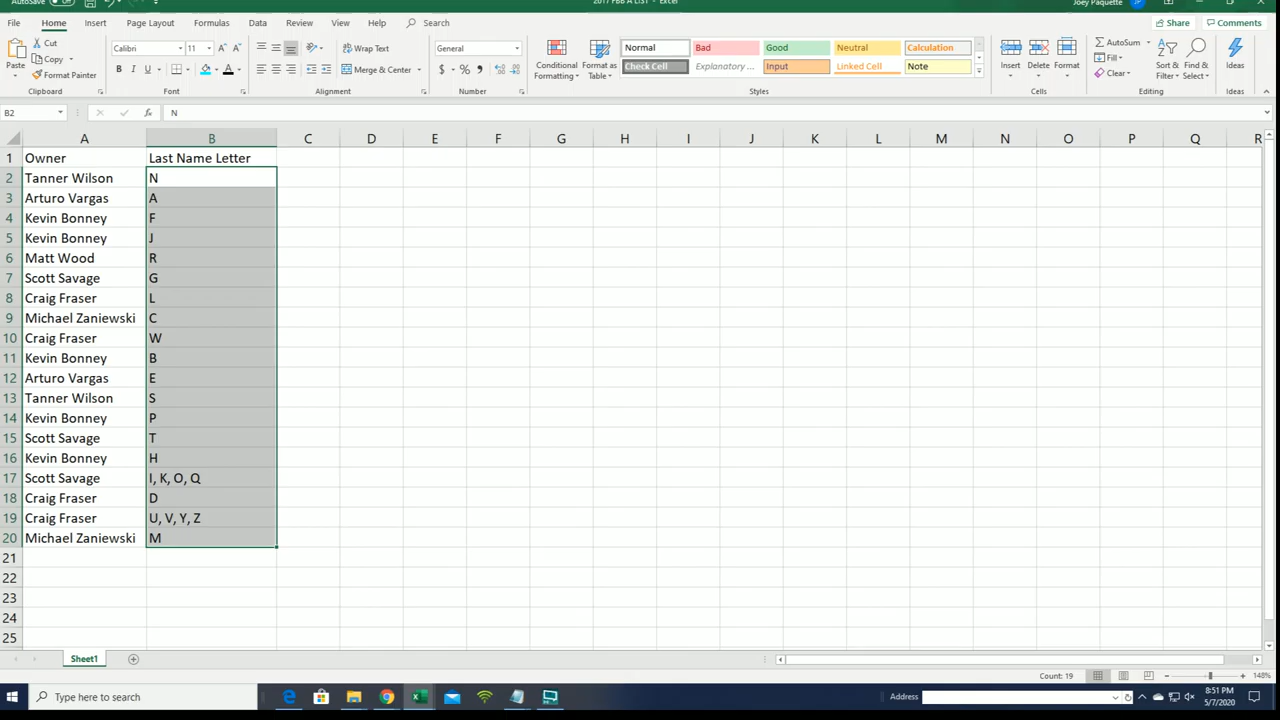 AutoSave Off 2017 FBB A LIST - Excel Joey Paquette
File Home Insert Page Layout Formulas Data Review View Help Search Share Comments
Cut Calibri 11 A A Wrap Text General Normal Bad Good Neutral Calculation AutoSum
Copy
Format Painter B I U A Merge & Center $ % , Check Cell Explanatory ... Input Linked Cell Note Fill Clear
Paste Conditional Formatting Format as Table Insert Delete Format Sort & Filter Find & Select Ideas
Clipboard Font Alignment Number Styles Cells Editing Ideas
B2 fx N
A B C D E F G H I J K L M N O P Q R
1 Owner Last Name Letter
2 Tanner Wilson N
3 Arturo Vargas A
4 Kevin Bonney F
5 Kevin Bonney J
6 Matt Wood R
7 Scott Savage G
8 Craig Fraser L
9 Michael Zaniewski C
10 Craig Fraser W
11 Kevin Bonney B
12 Arturo Vargas E
13 Tanner Wilson S
14 Kevin Bonney P
15 Scott Savage T
16 Kevin Bonney H
17 Scott Savage I, K, O, Q
18 Craig Fraser D
19 Craig Fraser U, V, Y, Z
20 Michael Zaniewski M
21
22
23
24
25
Sheet1
Count: 19 148%
Type here to search Address 8:51 PM
5/7/2020